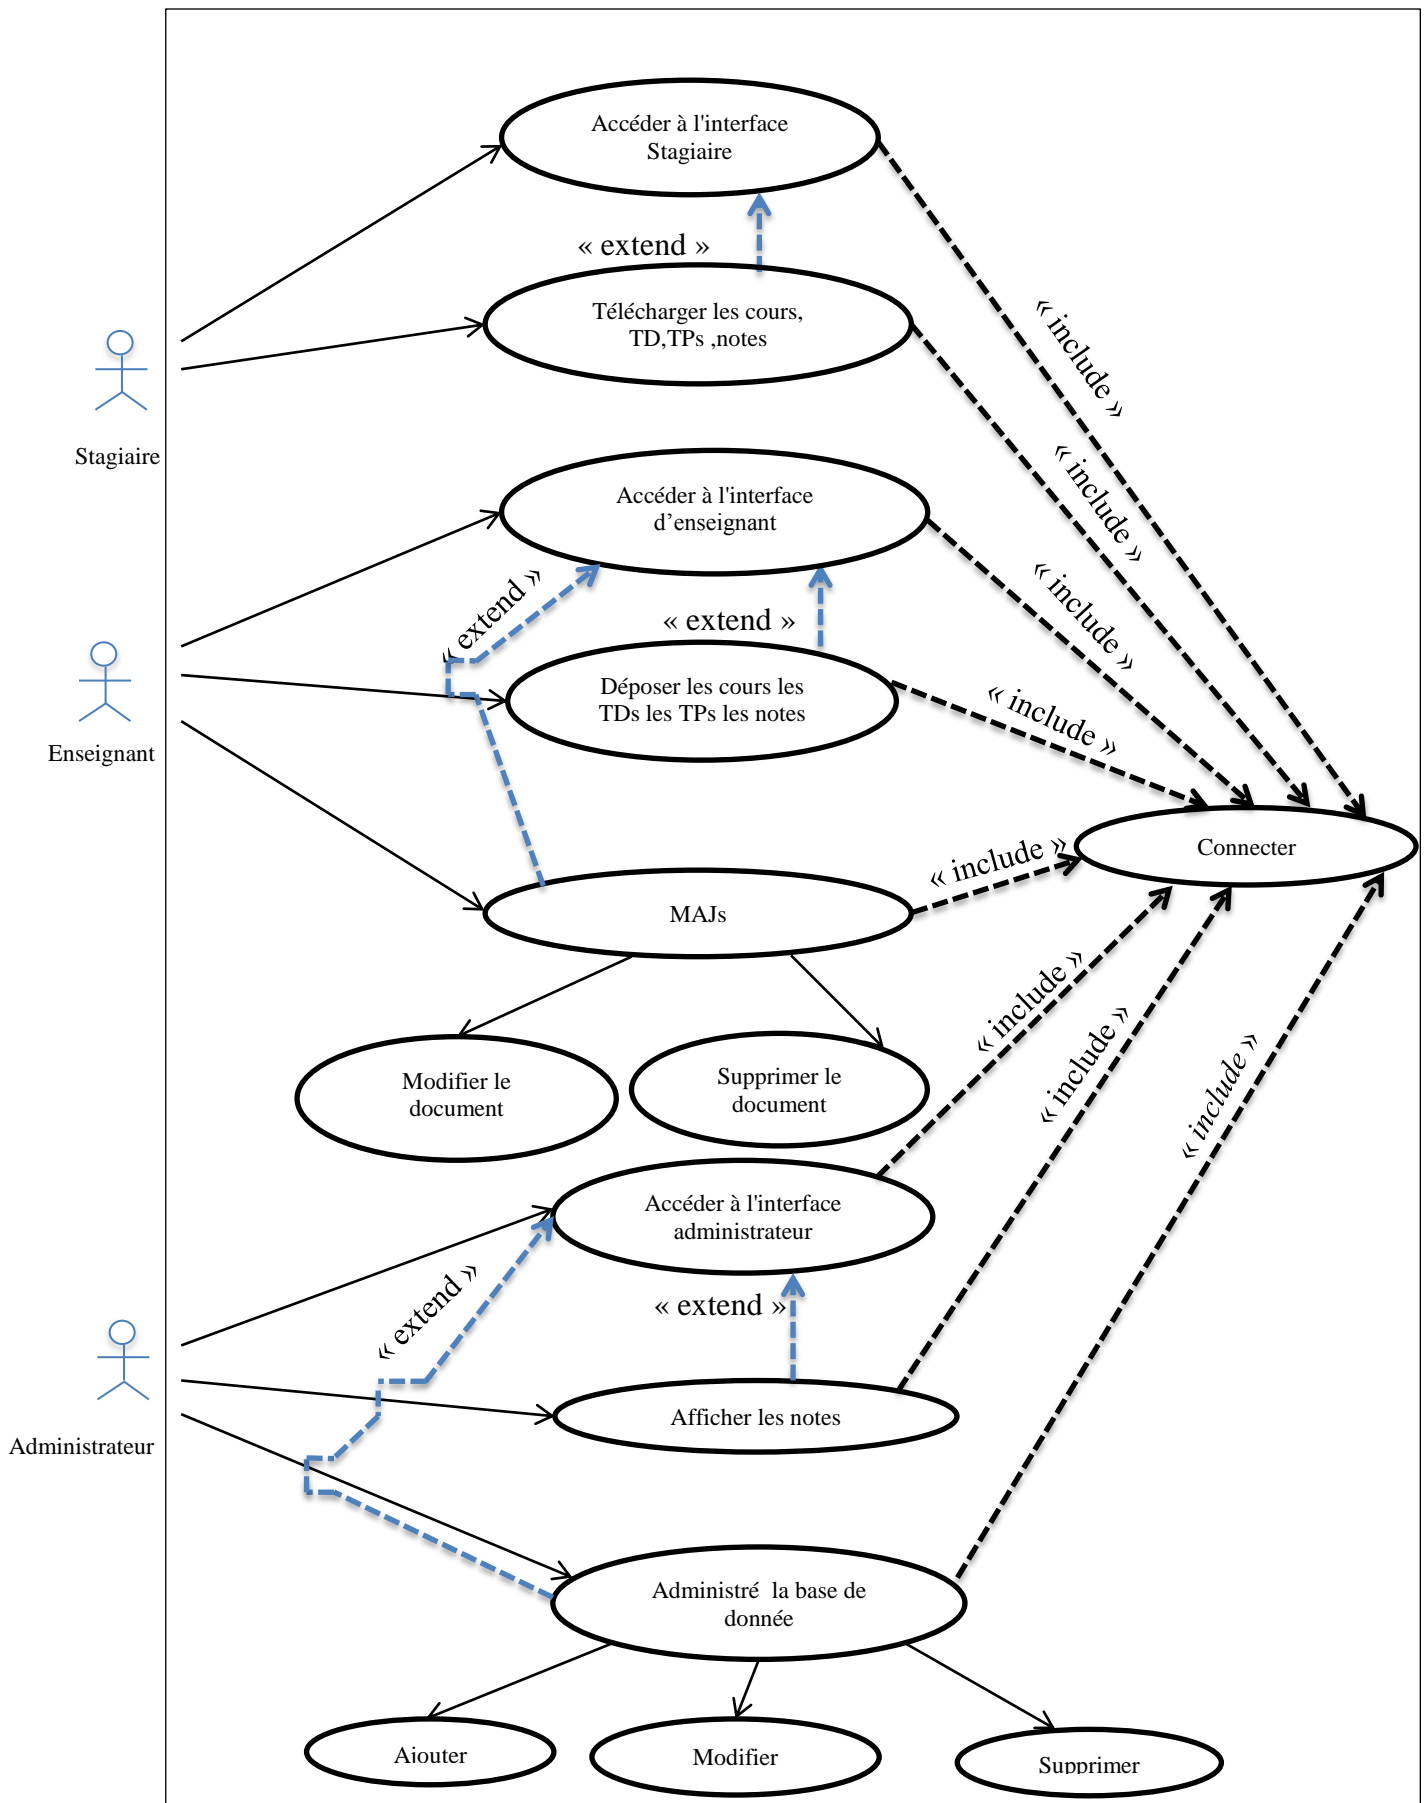 Accéder à l'interface
Stagiaire
« extend »
Télécharger les cours,
TD,TPs ,notes
« include »
Stagiaire
« include »
Accéder à l'interface
d’enseignant
« extend »
« extend »
« include »
Déposer les cours les
TDs les TPs les notes
« include »
Enseignant
Connecter
« include »
MAJs
« include »
Modifier le
document
Supprimer le
document
« include »
« include »
Accéder à l'interface
administrateur
« extend »
« extend »
Afficher les notes
Administrateur
Administré  la base de
donnée
Ajouter
Modifier
Supprimer